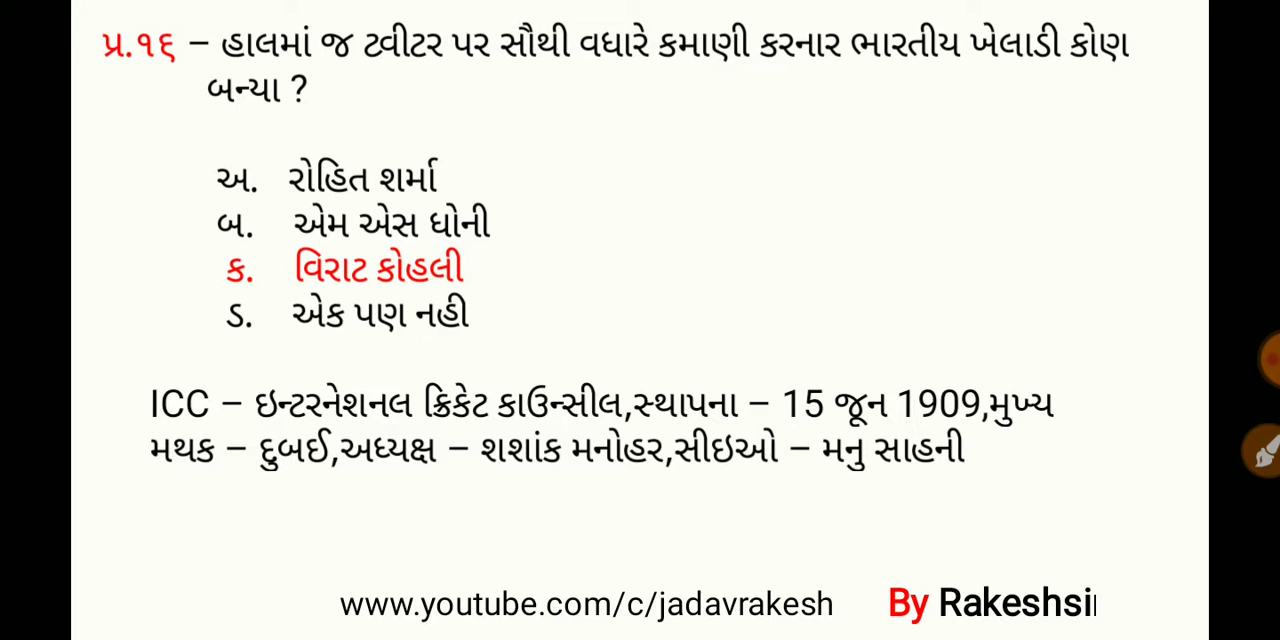 પ્ર.૧૬ – હાલમાં જ ટ્વીટર પર સૌથી વધારે કમાણી કરનાર ભારતીય ખેલાડી કોણ
બન્યા ?
અ. રોહિત શર્મા
બ. એમ એસ ધોની
ક. વિરાટ કોહલી
ડ. એક પણ નહી
ICC – ઇન્ટરનેશનલ ક્રિકેટ કાઉન્સીલ,સ્થાપના – 15 જૂન 1909,મુખ્ય
મથક – દુબઈ,અધ્યક્ષ – શશાંક મનોહર,સીઇઓ – મનુ સાહની
www.youtube.com/c/jadavrakesh By